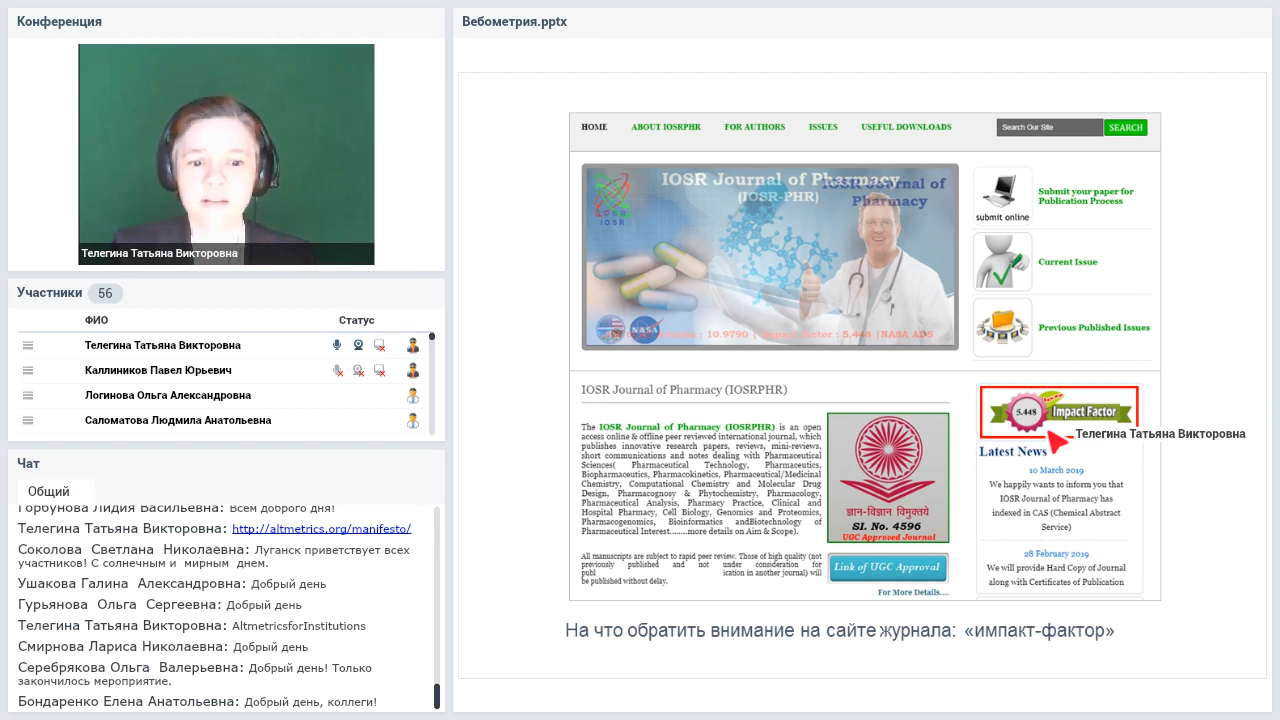 Конференция
Телегина Татьяна Викторовна
Участники 56
ФИО Статус
Телегина Татьяна Викторовна
Каллиников Павел Юрьевич
Логинова Ольга Александровна
Саломатова Людмила Анатольевна
Чат
Общий
Горкунова Лидия Васильевна: Всем доброго дня!
Телегина Татьяна Викторовна: http://altmetrics.org/manifesto/
Соколова Светлана Николаевна: Луганск приветствует всех
участников! С солнечным и мирным днем.
Ушакова Галина Александровна: Добрый день
Гурьянова Ольга Сергеевна: Добрый день
Телегина Татьяна Викторовна: AltmetricsforInstitutions
Смирнова Лариса Николаевна: Добрый день
Серебрякова Ольга Валерьевна: Добрый день! Только
закончилось мероприятие.
Бондаренко Елена Анатольевна: Добрый день, коллеги!
Вебометрия.pptx
HOME ABOUT IOSRPHR FOR AUTHORS ISSUES USEFUL DOWNLOADS
Search Our Site SEARCH
IOSR Journal of Pharmacy
(IOSR-PHR)
IOSR Journal of
Pharmacy
IOSR
IOSR
NASA
: 10.9790 | Impact Factor : 5.448 |NASA ADS
submit online
Submit your paper for
Publication Process
Current Issue
Previous Published Issues
IOSR Journal of Pharmacy (IOSRPHR)
The IOSR Journal of Pharmacy (IOSRPHR) is an open
access online & offline peer reviewed international journal, which
publishes innovative research papers, reviews, mini-reviews,
short communications and notes dealing with Pharmaceutical
Sciences( Pharmaceutical Technology, Pharmaceutics,
Biopharmaceutics, Pharmacokinetics, Pharmaceutical/Medicinal
Chemistry, Computational Chemistry and Molecular Drug
Design, Pharmacognosy & Phytochemistry, Pharmacology,
Pharmaceutical Analysis, Pharmacy Practice, Clinical and
Hospital Pharmacy, Cell Biology, Genomics and Proteomics,
Pharmacogenomics, Bioinformatics andBiotechnology of
Pharmaceutical Interest........more details on Aim & Scope).
All manuscripts are subject to rapid peer review. Those of high quality (not
previously published and not under consideration for
publ ication in another journal) will
be published without delay.
ज्ञान-विज्ञान विमुक्तये
SI. No. 4596
UGC Approved Journal
Link of UGC Approval
For More Details....
5.448 Impact Factor
Телегина Татьяна Викторовна
Latest News
10 March 2019
We happily wants to inform you that
IOSR Journal of Pharmacy has
indexed in CAS (Chemical Abstract
Service)
28 February 2019
We will provide Hard Copy of Journal
along with Certificates of Publication
На что обратить внимание на сайте журнала: «импакт-фактор»